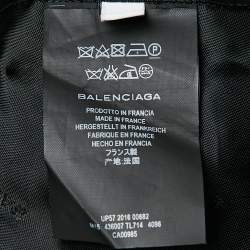 BALENCIAGA
PRODOTTO IN FRANCIA
MADE IN FRANCE
HERGESTELLT IN FRANKREICH
FABRIQUE EN FRANCE
HECHO EN FRANCIA
フランス製
产地: 法国
UP57 2016 00682
436007 TL714 4096
CA00985